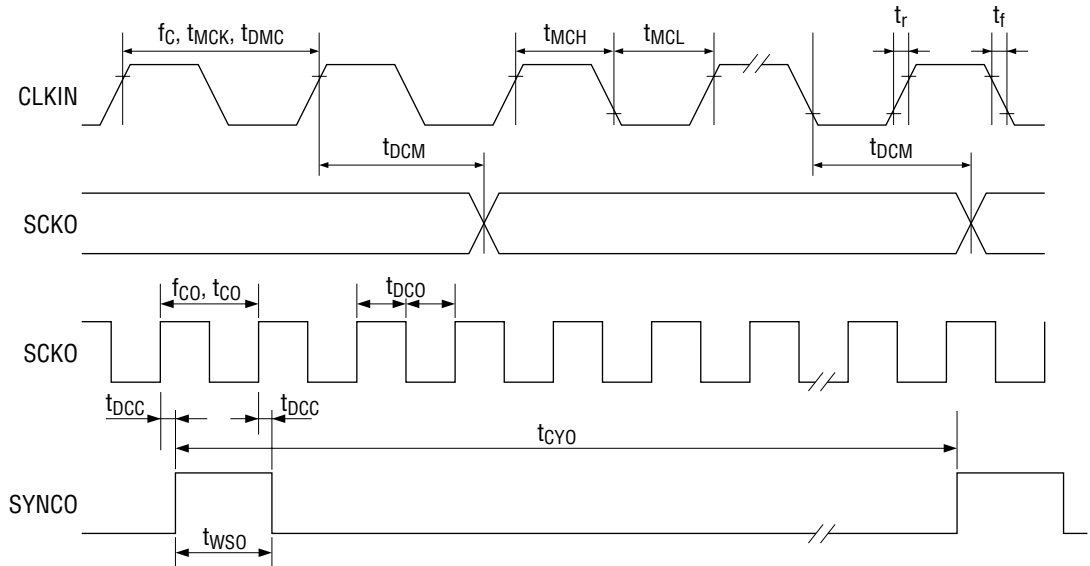 fC, tMCK, tDMC
tMCH
tMCL
tr
tf
CLKIN
tDCM
tDCM
SCKO
fCO, tCO
tDCO
SCKO
tDCC
tDCC
tCYO
SYNCO
tWSO